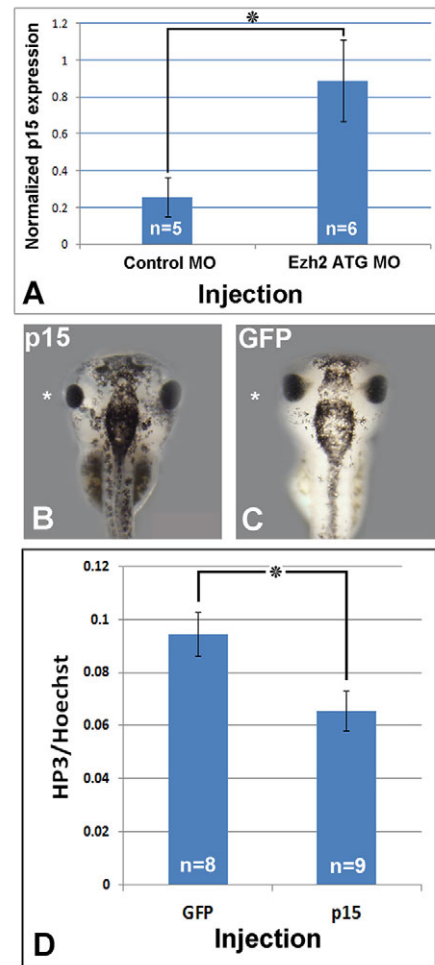 1.2
*
1
0.8
0.6
0.4
0.2
0
Normalized p15 expression
n=5
n=6
Control MO
Ezh2 ATG MO
A
Injection
p15
*
B
GFP
*
C
0.12
*
0.1
0.08
0.06
0.04
0.02
0
HP3/Hoechst
n=8
n=9
GFP
p15
D
Injection